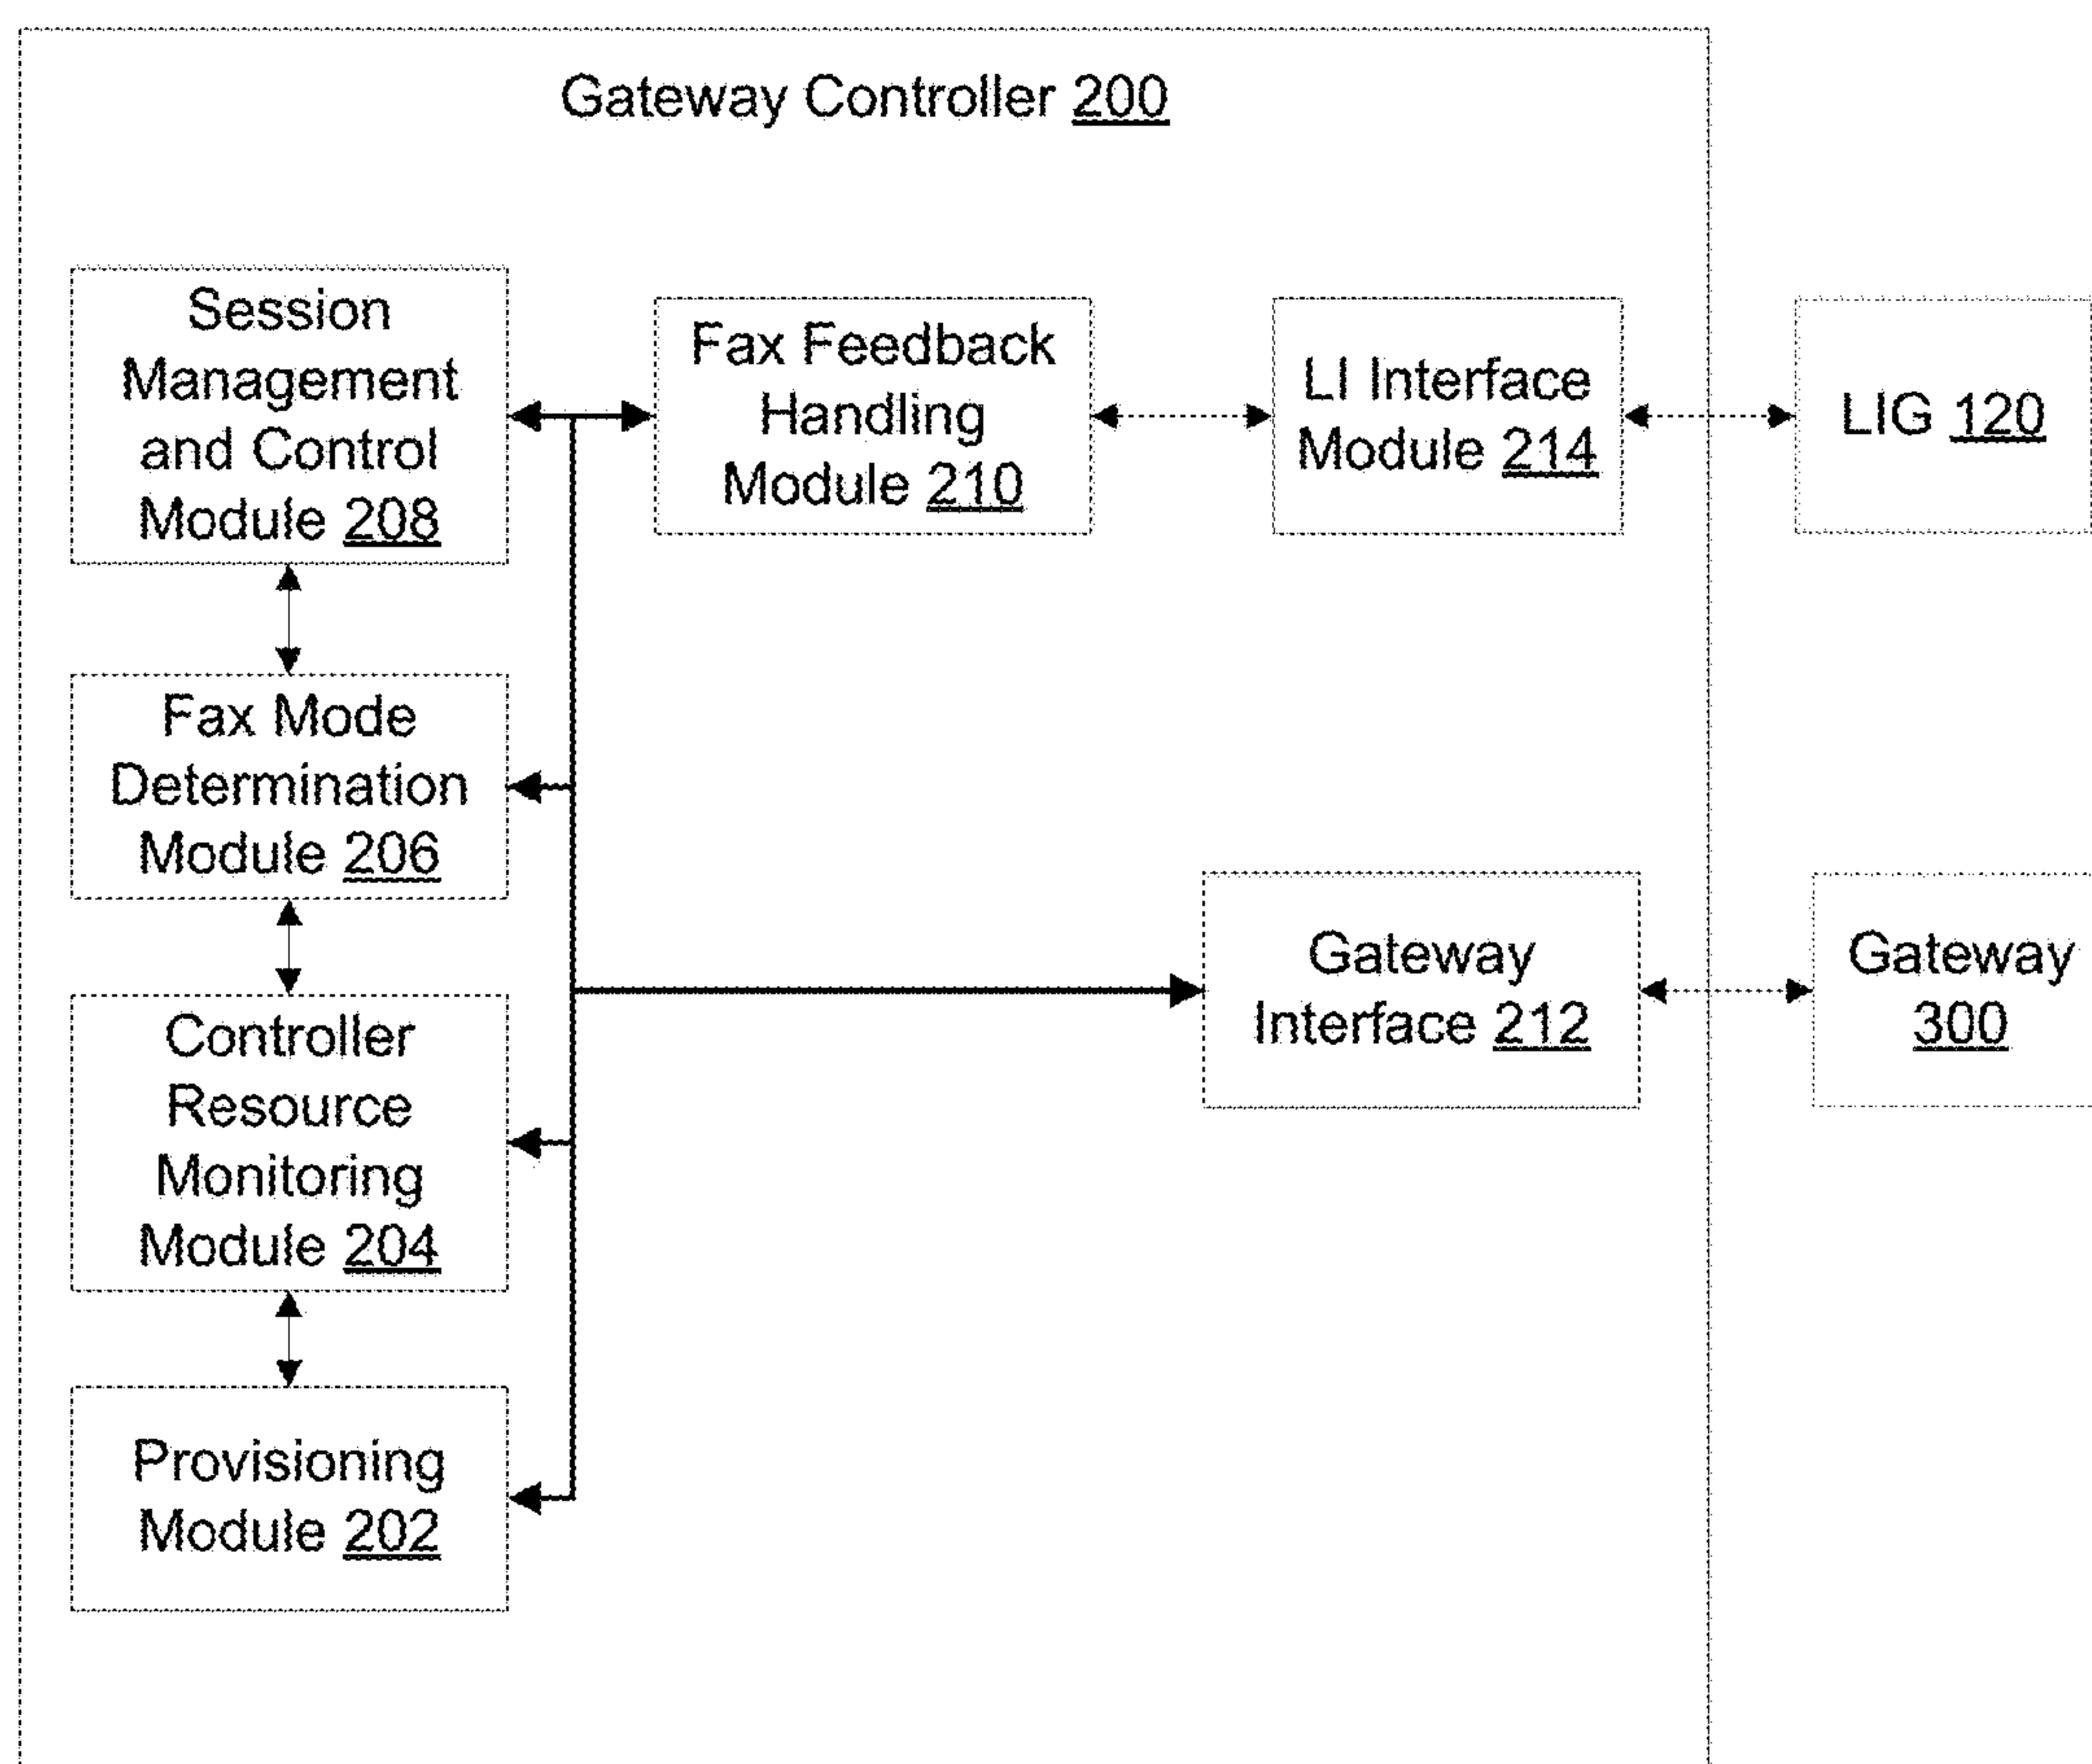 Gateway Controller 200
Session
Management
and Control
Module 208
Fax Feedback
Handling
Module 210
LI Interface
Module 214
LIG 120
Fax Mode
Determination
Module 206
Gateway
Interface 212
Gateway
300
Controller
Resource
Monitoring
Module 204
Provisioning
Module 202